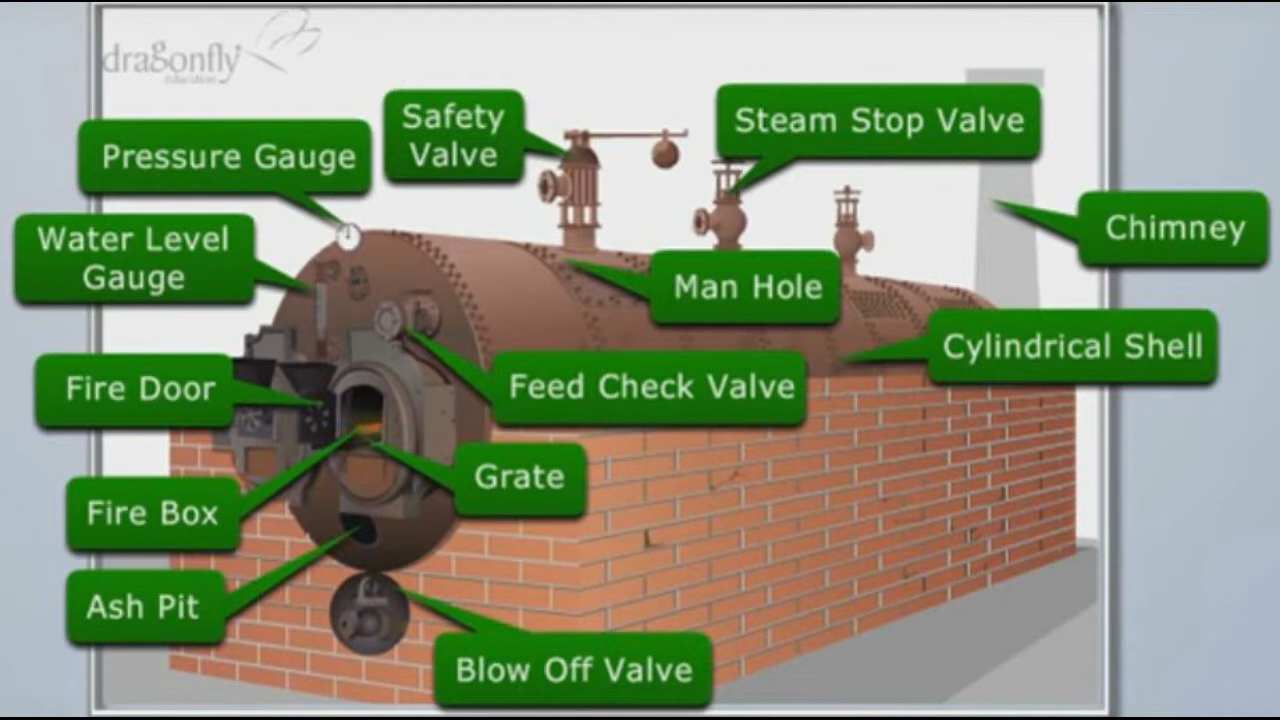 dragonfly
education
Safety
Valve
Steam Stop Valve
Pressure Gauge
Water Level
Gauge
Chimney
Man Hole
Cylindrical Shell
Fire Door
Feed Check Valve
Grate
Fire Box
Ash Pit
Blow Off Valve